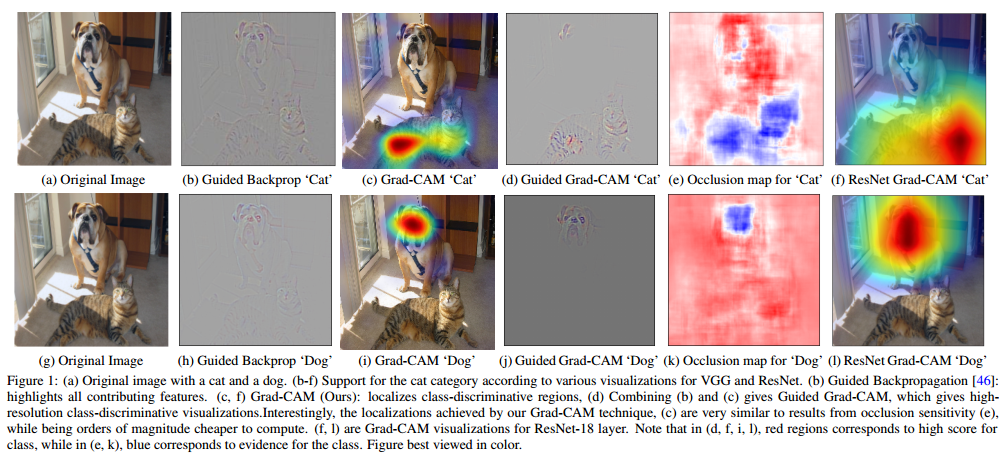 (a) Original Image (b) Guided Backprop ‘Cat’ (c) Grad-CAM ‘Cat’ (d) Guided Grad-CAM ‘Cat’ (e) Occlusion map for ‘Cat’ (f) ResNet Grad-CAM ‘Cat’
(g) Original Image (h) Guided Backprop ‘Dog’ (i) Grad-CAM ‘Dog’ (j) Guided Grad-CAM ‘Dog’ (k) Occlusion map for ‘Dog’ (l) ResNet Grad-CAM ‘Dog’
Figure 1: (a) Original image with a cat and a dog. (b-f) Support for the cat category according to various visualizations for VGG and ResNet. (b) Guided Backpropagation [46]:
highlights all contributing features. (c, f) Grad-CAM (Ours): localizes class-discriminative regions, (d) Combining (b) and (c) gives Guided Grad-CAM, which gives high-
resolution class-discriminative visualizations.Interestingly, the localizations achieved by our Grad-CAM technique, (c) are very similar to results from occlusion sensitivity (e),
while being orders of magnitude cheaper to compute. (f, l) are Grad-CAM visualizations for ResNet-18 layer. Note that in (d, f, i, l), red regions corresponds to high score for
class, while in (e, k), blue corresponds to evidence for the class. Figure best viewed in color.